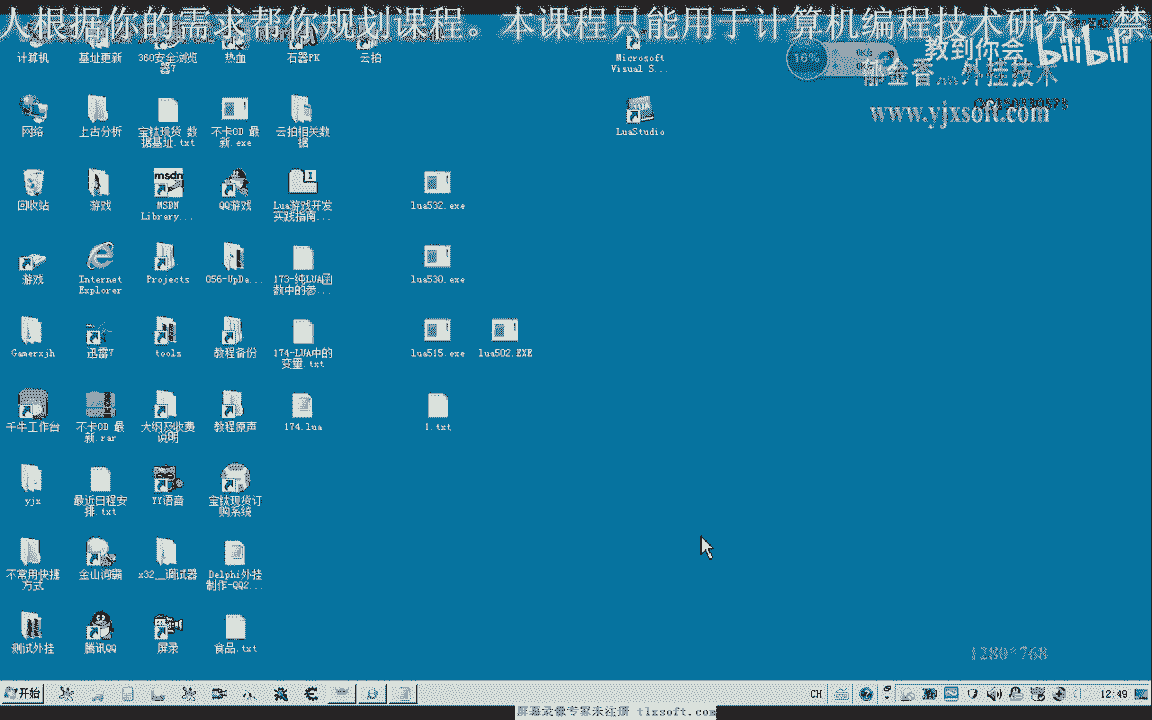 人根据你的需求帮你规划课程。本课程只能用于计算机编程技术研究 禁
教到你会
bilibili
16%
郁金香灬外挂技术
www.yjxsoft.com
计算机
基址更新
360安全浏览器7
热血
石器PK
云拍
Microsoft Visual S...
网络
上古分析
宝钛现货 数据基址.txt
不卡OD 最新.exe
云拍相关数据
LuaStudio
回收站
游戏
MSDN Library...
QQ游戏
Lua游戏开发实践指南...
lua532.exe
游戏
Internet Explorer
Projects
056-UpDa...
173-纯LUA函数中的参...
lua530.exe
Gamerxjh
迅雷7
tools
教程备份
174-LUA中的变量.txt
lua515.exe
lua502.EXE
千牛工作台
不卡OD 最新.rar
大纲及收费说明
教程原声
174.lua
1.txt
yjx
最近日程安排.txt
YY语音
宝钛现货订购系统
不常用快捷方式
金山词霸
x32__调试器
Delphi外挂制作-QQ2...
测试外挂
腾讯QQ
屏录
食品.txt
1280*768
开始
CH
12:49
屏幕录像专家未注册 tlxsoft.com